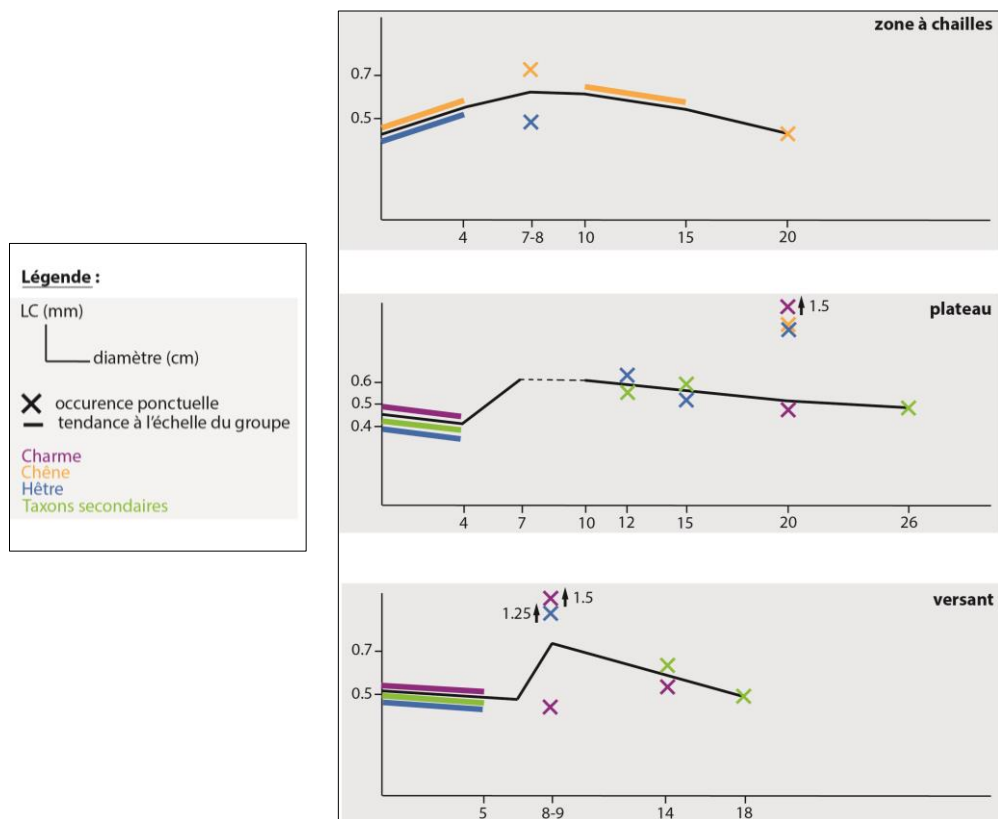 Légende :
LC (mm)
diamètre (cm)
occurence ponctuelle
tendance à l'échelle du groupe
Charme
Chêne
Hêtre
Taxons secondaires
zone à chailles
0.7
0.5
4 7-8 10 15 20
plateau
1.5
0.6
0.5
0.4
4 7 10 12 15 20 26
versant
1.5
1.25
0.7
0.5
5 8-9 14 18